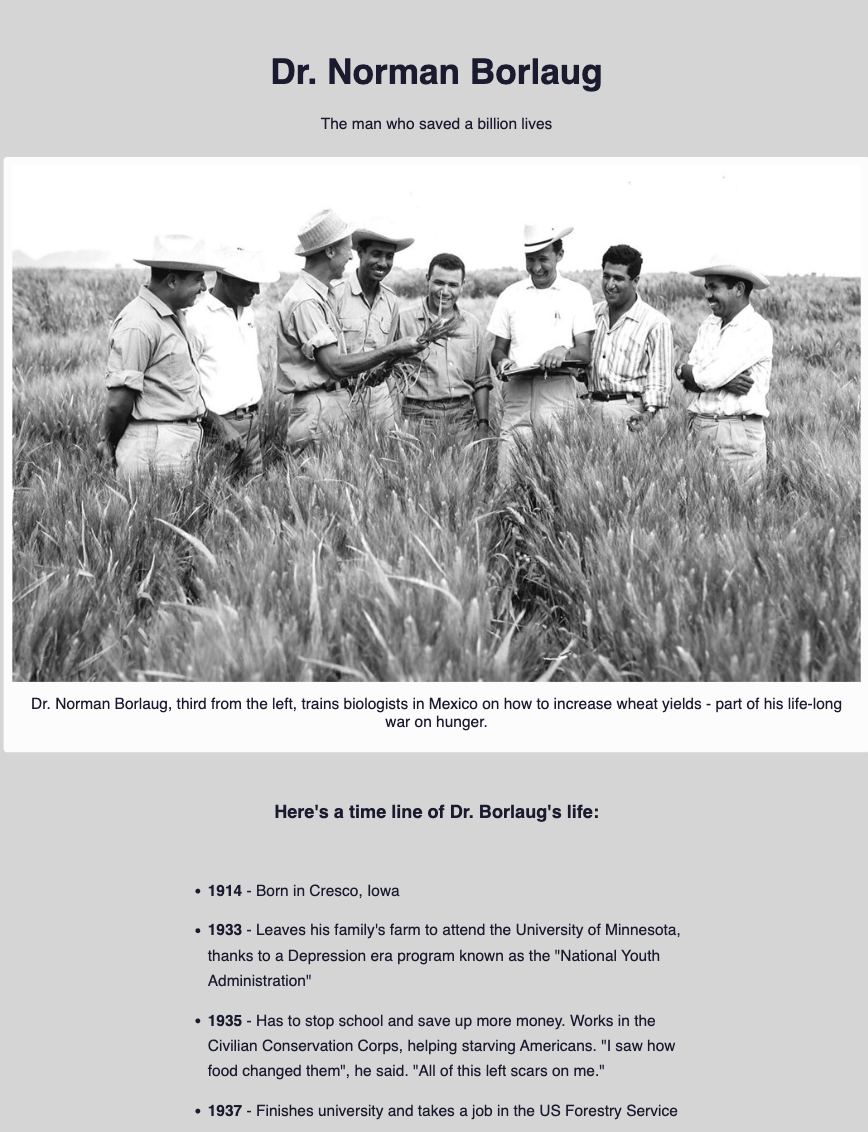 Dr. Norman Borlaug
The man who saved a billion lives
Dr. Norman Borlaug, third from the left, trains biologists in Mexico on how to increase wheat yields - part of his life-long
war on hunger.
Here's a time line of Dr. Borlaug's life:
• 1914 - Born in Cresco, Iowa
• 1933 - Leaves his family's farm to attend the University of Minnesota,
thanks to a Depression era program known as the "National Youth
Administration"
• 1935 - Has to stop school and save up more money. Works in the
Civilian Conservation Corps, helping starving Americans. "I saw how
food changed them", he said. "All of this left scars on me."
• 1937 - Finishes university and takes a job in the US Forestry Service